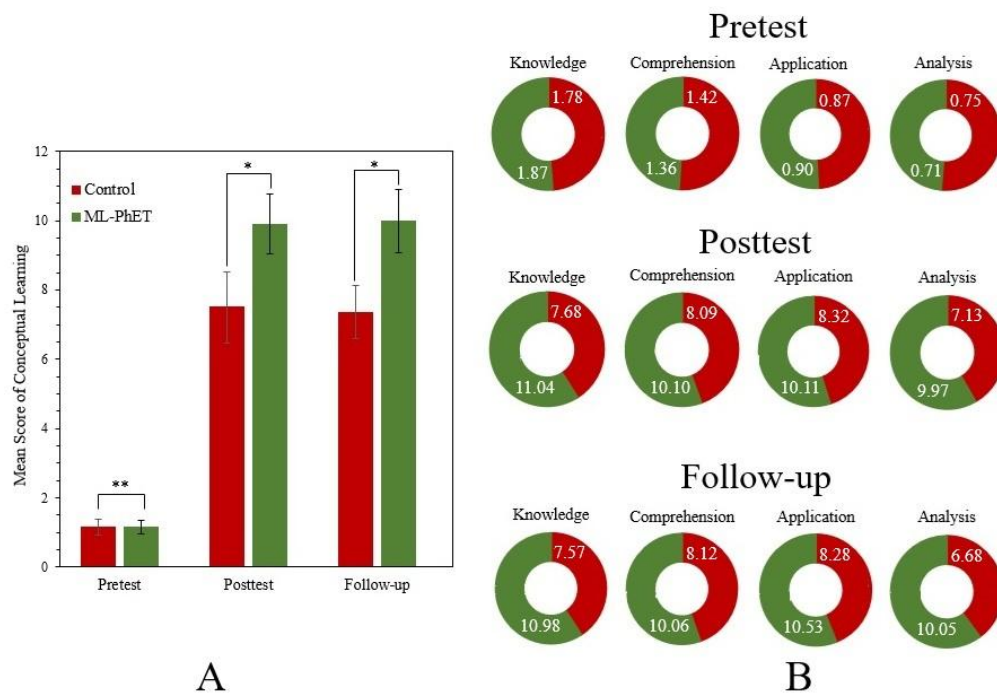 12
10
8
6
4
2
0
Mean Score of Conceptual Learning
Control
ML-PhET
**
*
*
Pretest
Posttest
Follow-up
A
Pretest
Knowledge
Comprehension
Application
Analysis
1.78
1.42
0.87
0.75
1.87
1.36
0.90
0.71
Posttest
Knowledge
Comprehension
Application
Analysis
7.68
8.09
8.32
7.13
11.04
10.10
10.11
9.97
Follow-up
Knowledge
Comprehension
Application
Analysis
7.57
8.12
8.28
6.68
10.98
10.06
10.53
10.05
B